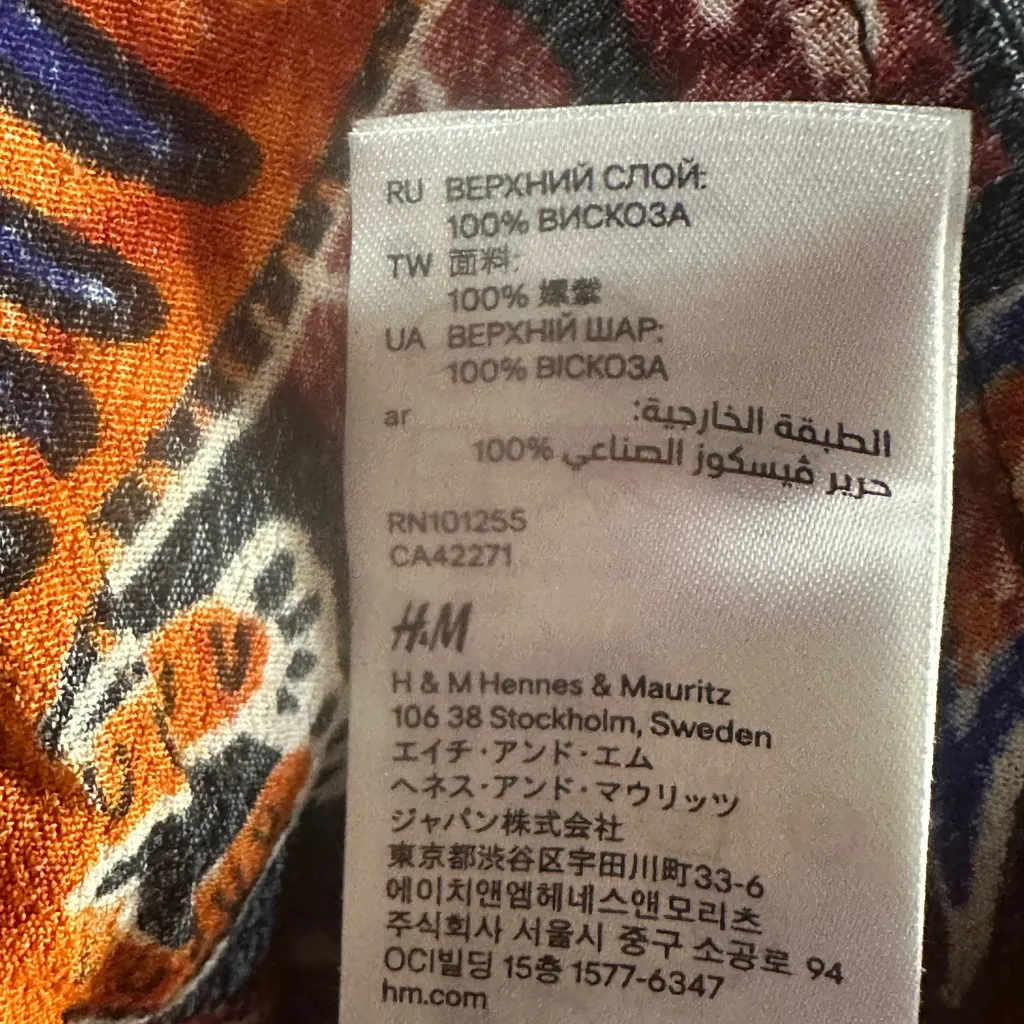 RU ВЕРХНИЙ СЛОЙ:
100% ВИСКОЗА
TW 面料:
100% 嫘縈
UA ВЕРХНІЙ ШАР:
100% ВІСКОЗА
ar الطبقة الخارجية:
حرير ڤيسكوز الصناعي %100
RN101255
CA42271
H&M
H & M Hennes & Mauritz
106 38 Stockholm, Sweden
エイチ・アンド・エム
ヘネス・アンド・マウリッツ
ジャパン株式会社
東京都渋谷区宇田川町33-6
에이치앤엠헤네스앤모리츠
주식회사 서울시 중구 소공로 94
OCI빌딩 15층 1577-6347
hm.com